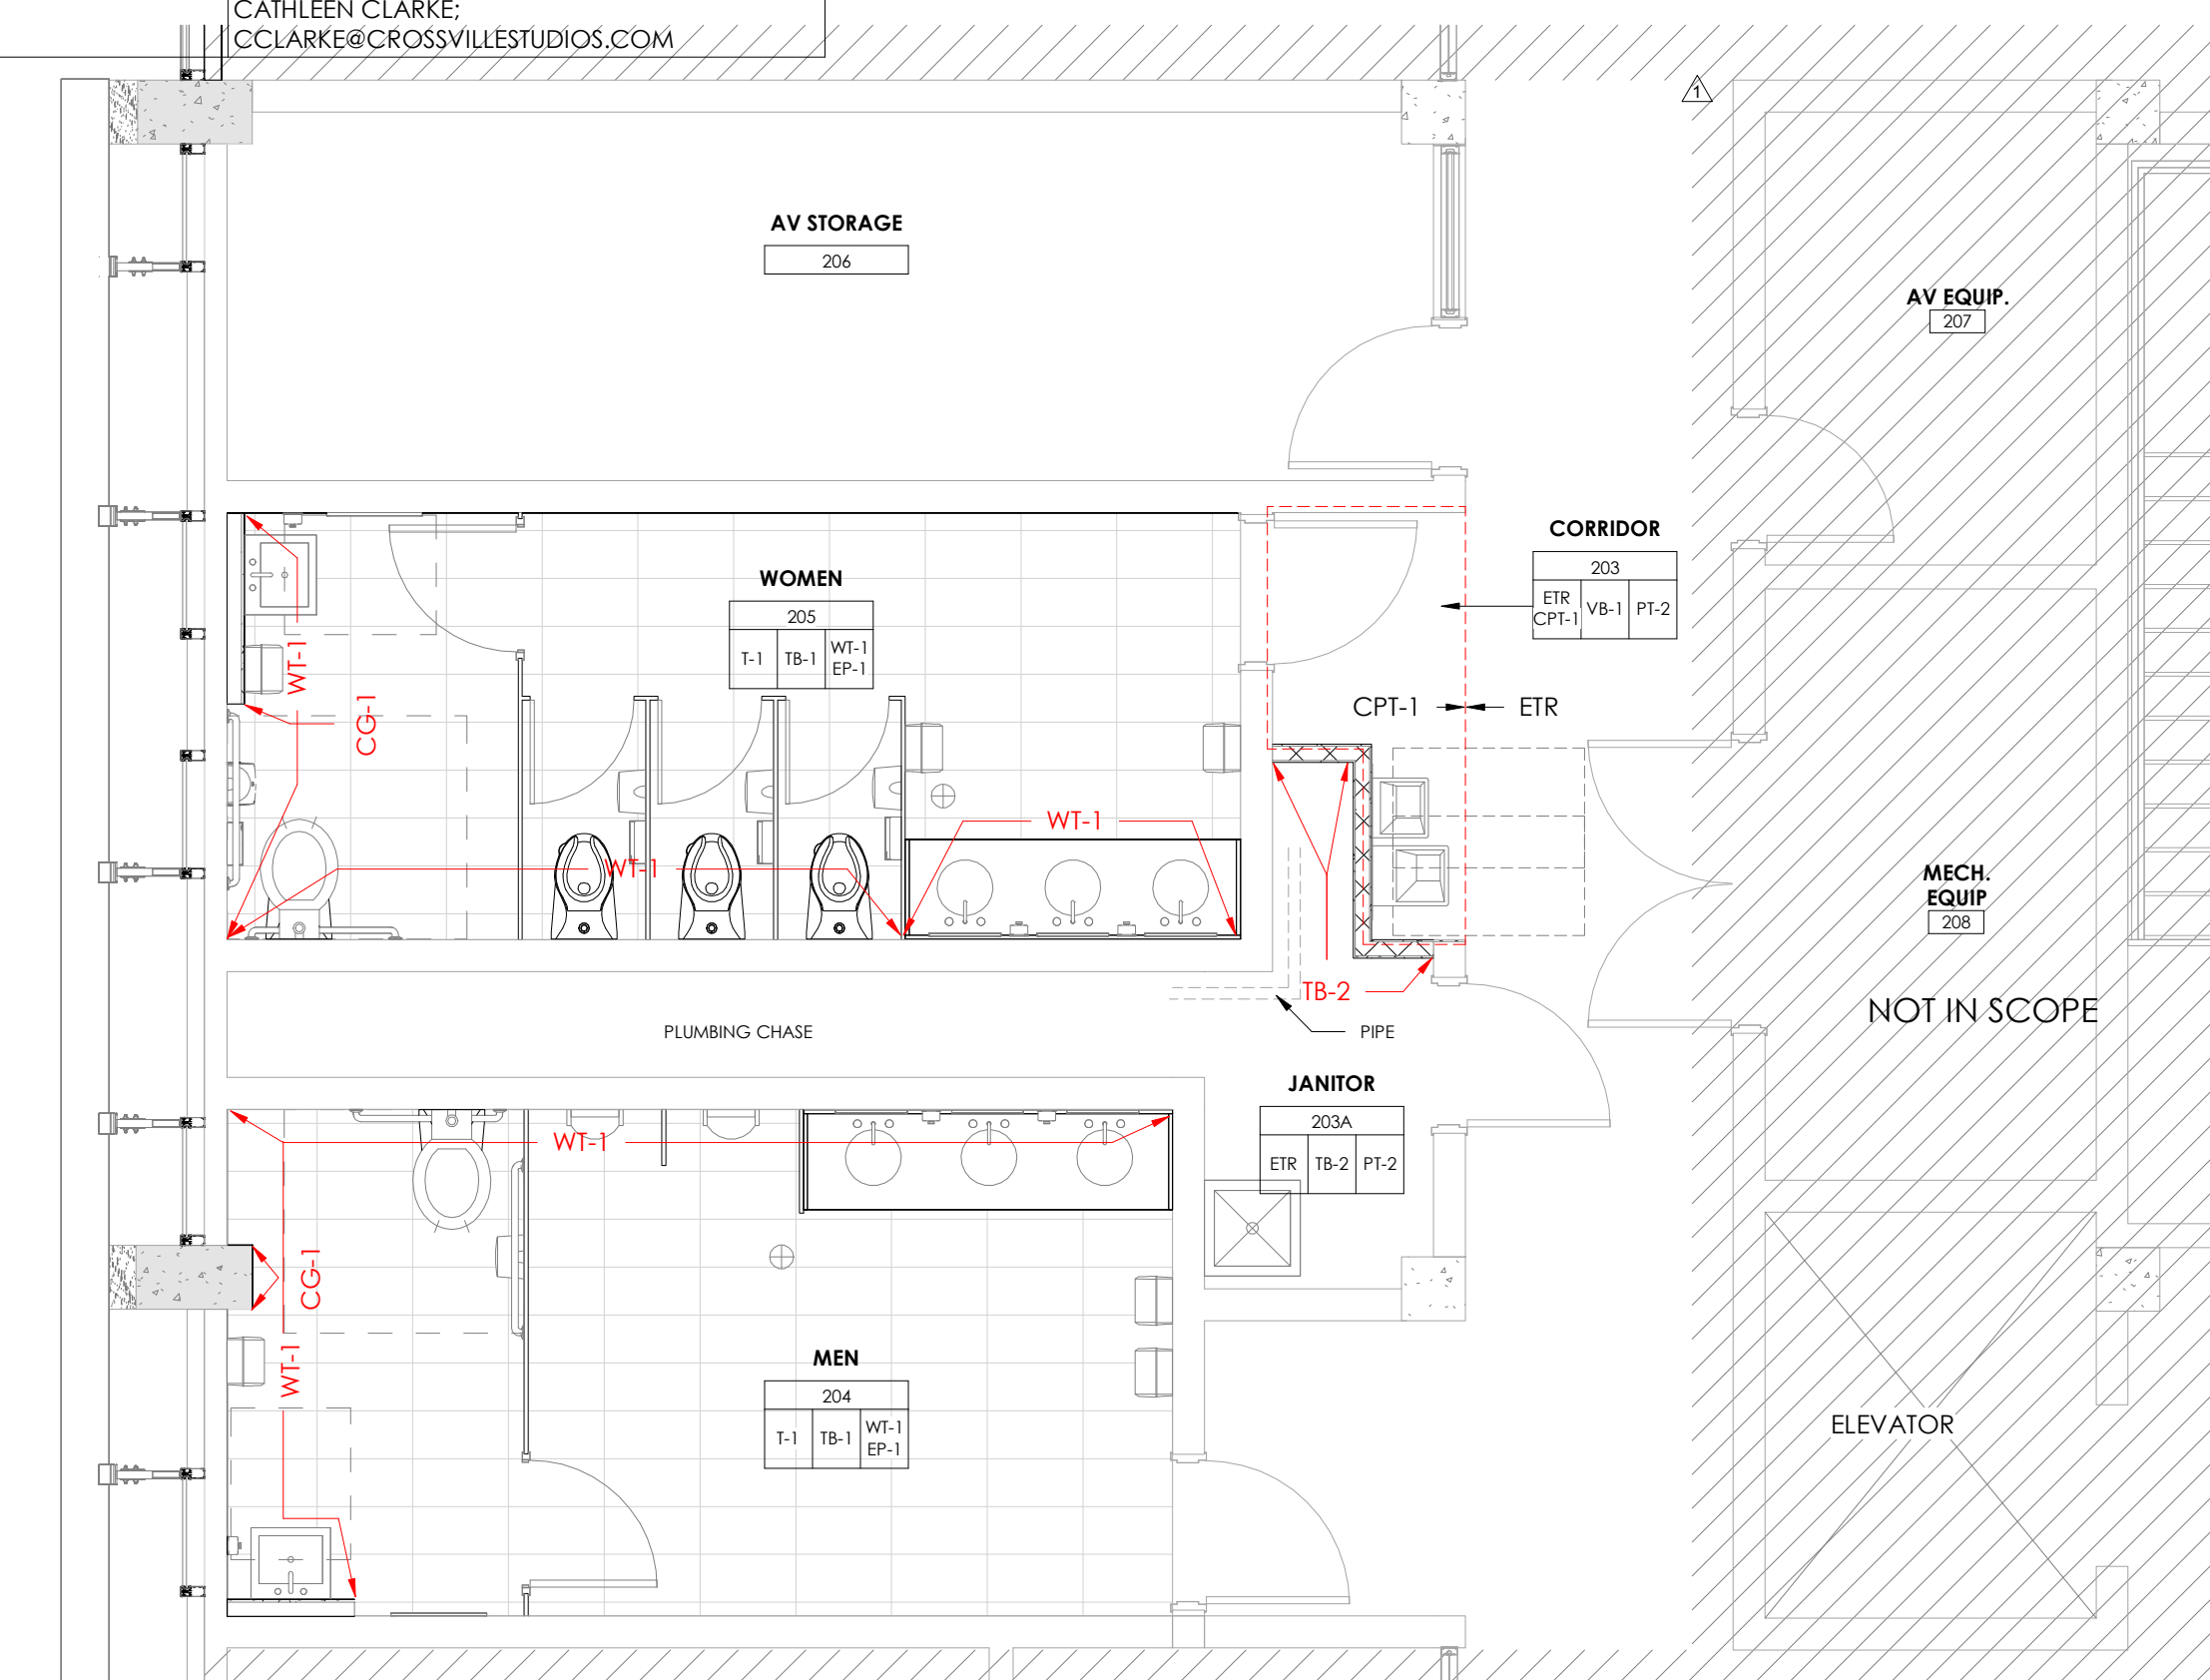 CATHLEEN CLARKE;
CCLARKE@CROSSVILLESTUDIOS.COM
1
AV STORAGE
206
AV EQUIP.
207
CORRIDOR
203
ETR
CPT-1
VB-1
PT-2
WOMEN
205
T-1
TB-1
WT-1
EP-1
WT-1
CG-1
CPT-1
ETR
WT-1
WT-1
MECH.
EQUIP
208
TB-2
NOT IN SCOPE
PLUMBING CHASE
PIPE
JANITOR
203A
ETR
TB-2
PT-2
WT-1
CG-1
WT-1
MEN
204
T-1
TB-1
WT-1
EP-1
ELEVATOR